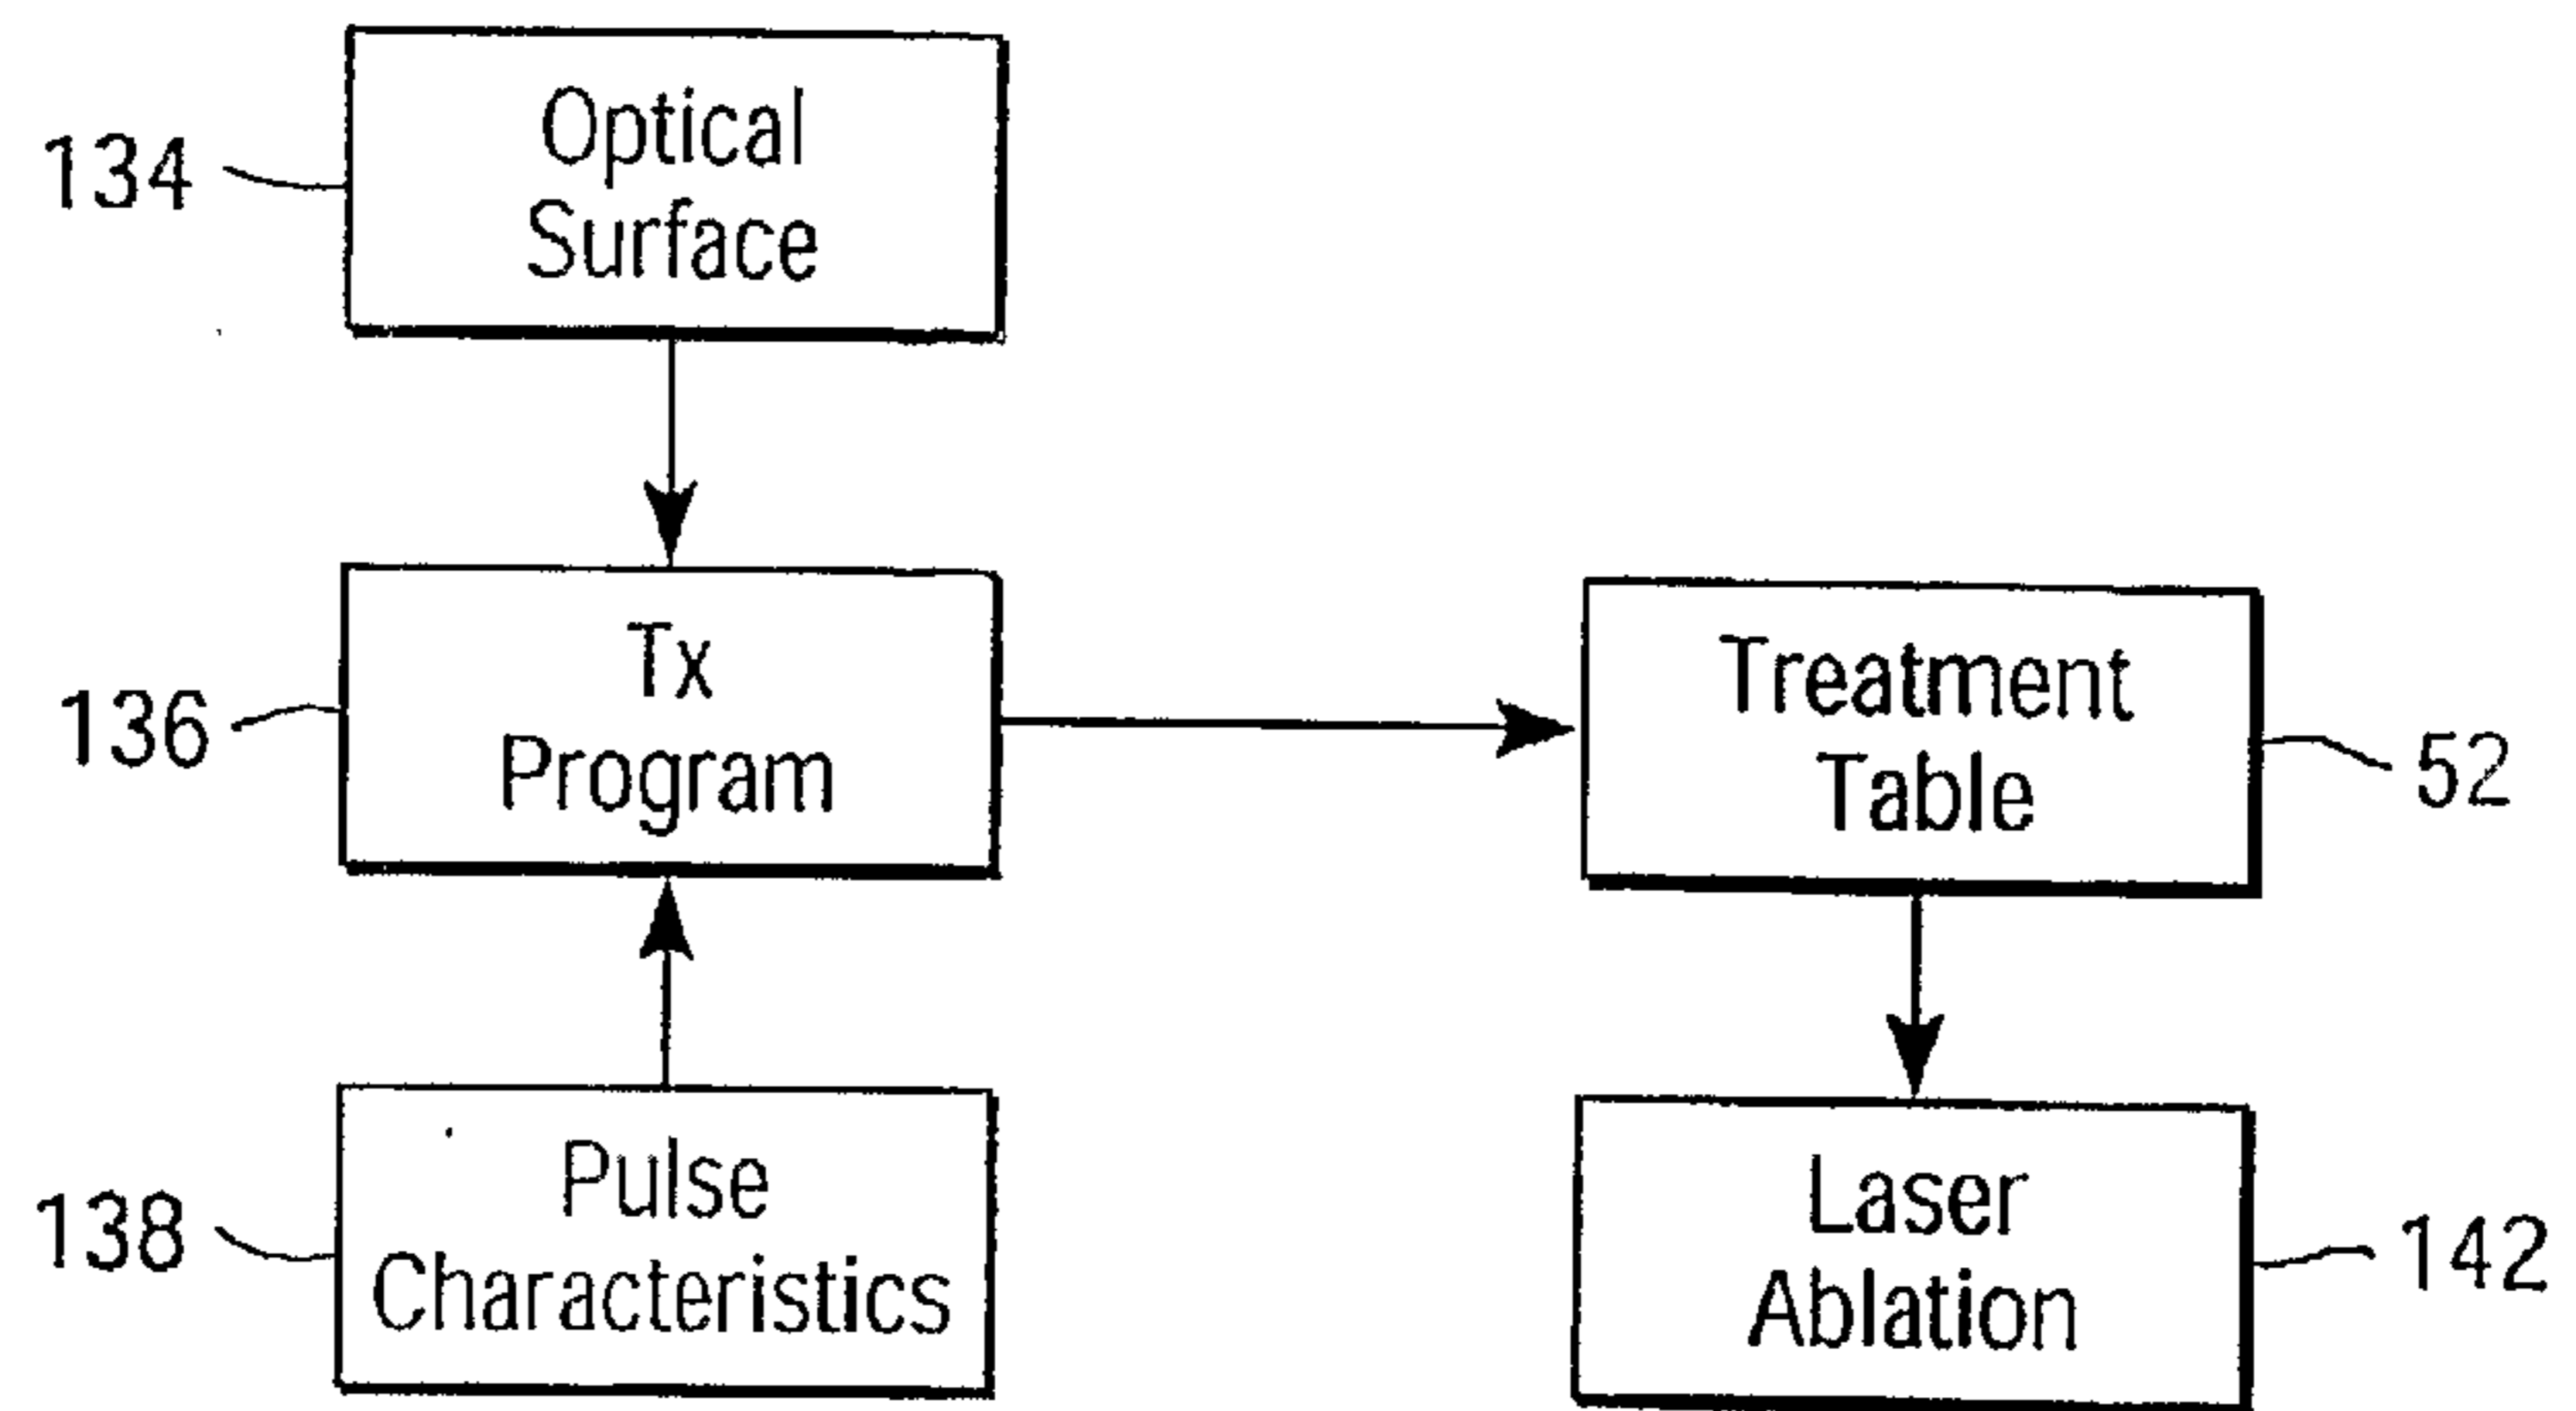 134
Optical
Surface
136
Tx
Program
Treatment
Table
52
138
Pulse
Characteristics
Laser
Ablation
142